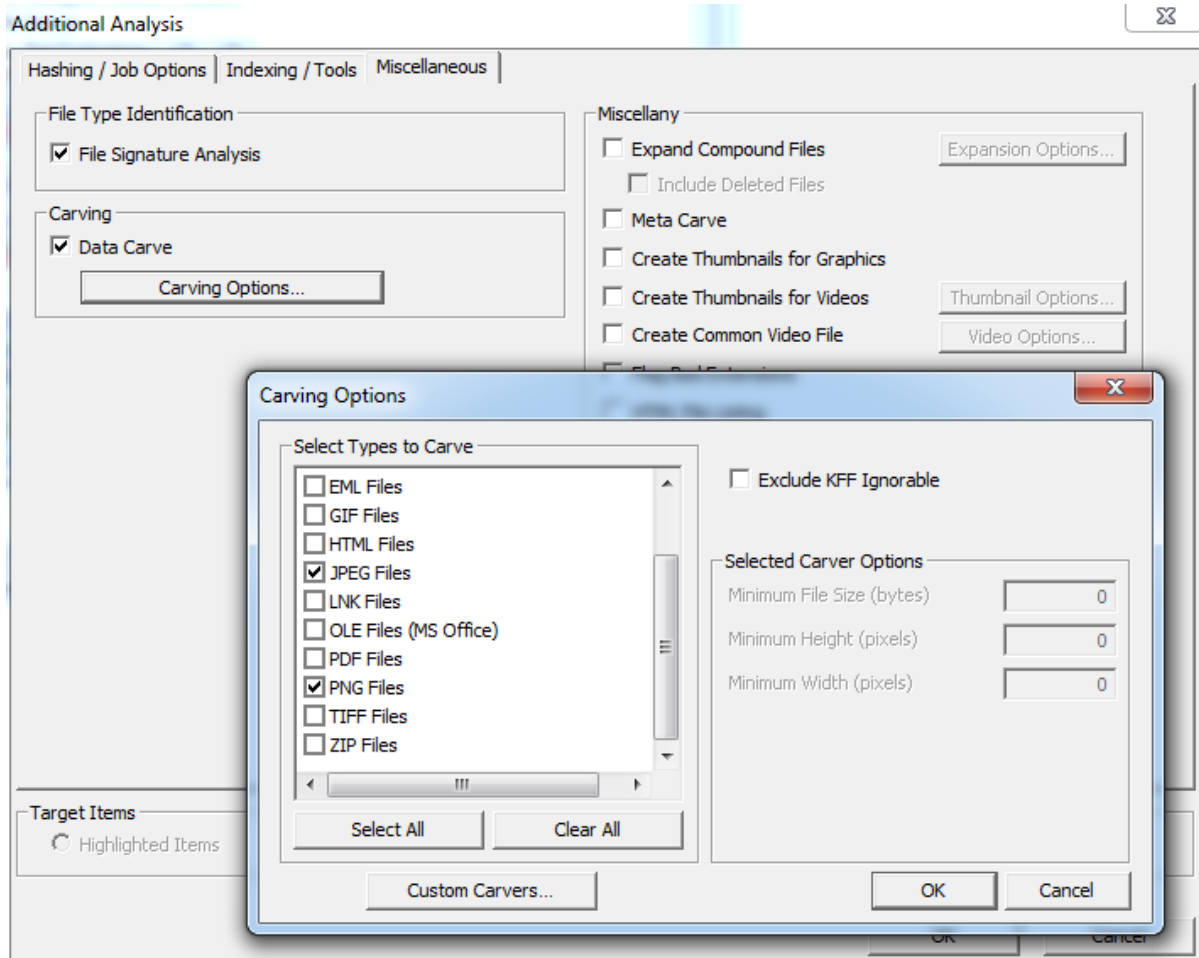 Additional Analysis
Hashing / Job Options
Indexing / Tools
Miscellaneous
File Type Identification
File Signature Analysis
Carving
Data Carve
Carving Options...
Miscellany
Expand Compound Files
Expansion Options...
Include Deleted Files
Meta Carve
Create Thumbnails for Graphics
Create Thumbnails for Videos
Thumbnail Options...
Create Common Video File
Video Options...
Carving Options
Select Types to Carve
EML Files
GIF Files
HTML Files
JPEG Files
LNK Files
OLE Files (MS Office)
PDF Files
PNG Files
TIFF Files
ZIP Files
Select All
Clear All
Custom Carvers...
Exclude KFF Ignorable
Selected Carver Options
Minimum File Size (bytes)
0
Minimum Height (pixels)
0
Minimum Width (pixels)
0
OK
Cancel
Target Items
Highlighted Items
OK
Cancel